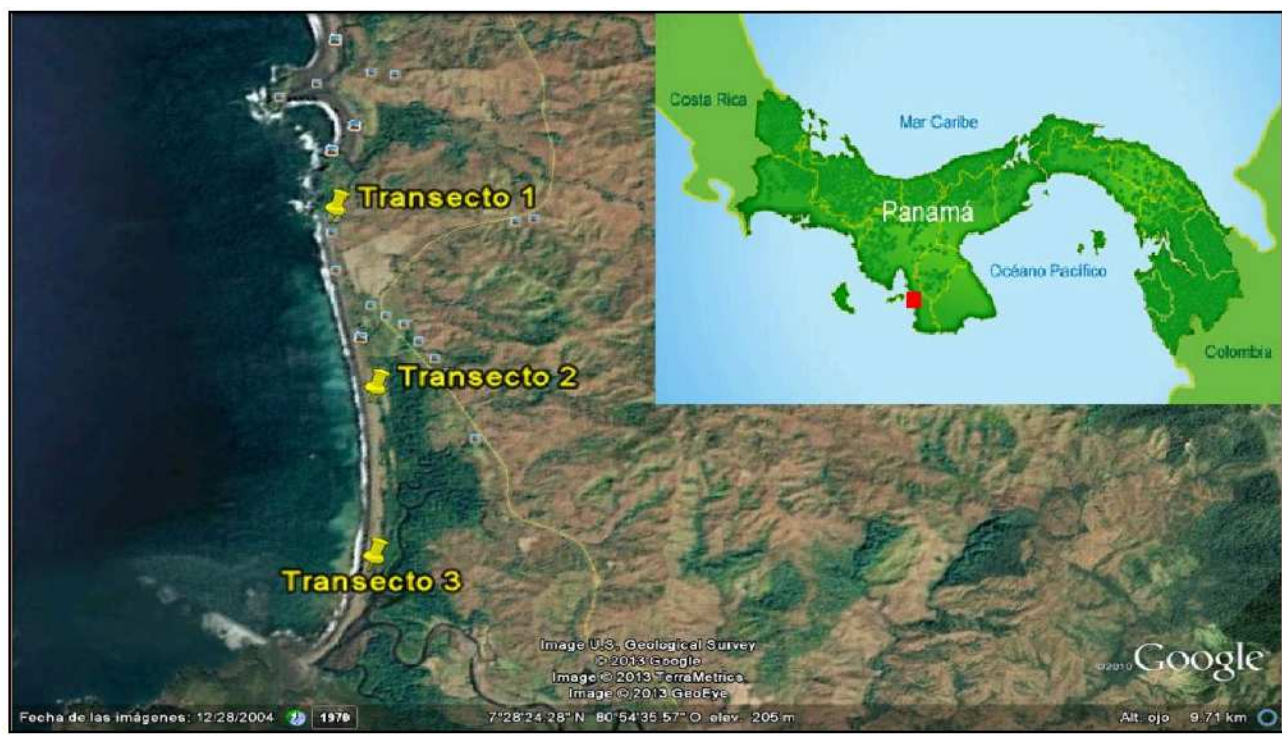 Costa Rica
Mar Caribe
Panamá
Océano Pacífico
Colombia
Transecto 1
Transecto 2
Transecto 3
Image U.S. Geological Survey
© 2013 Google
Image © 2013 TerraMetrics
Image © 2013 GeoEye
©2010 Google
Fecha de las imágenes: 12/28/2004 1970 7°28'24.28" N 80°54'35.57" O elev. 205 m Alt. ojo 9.71 km